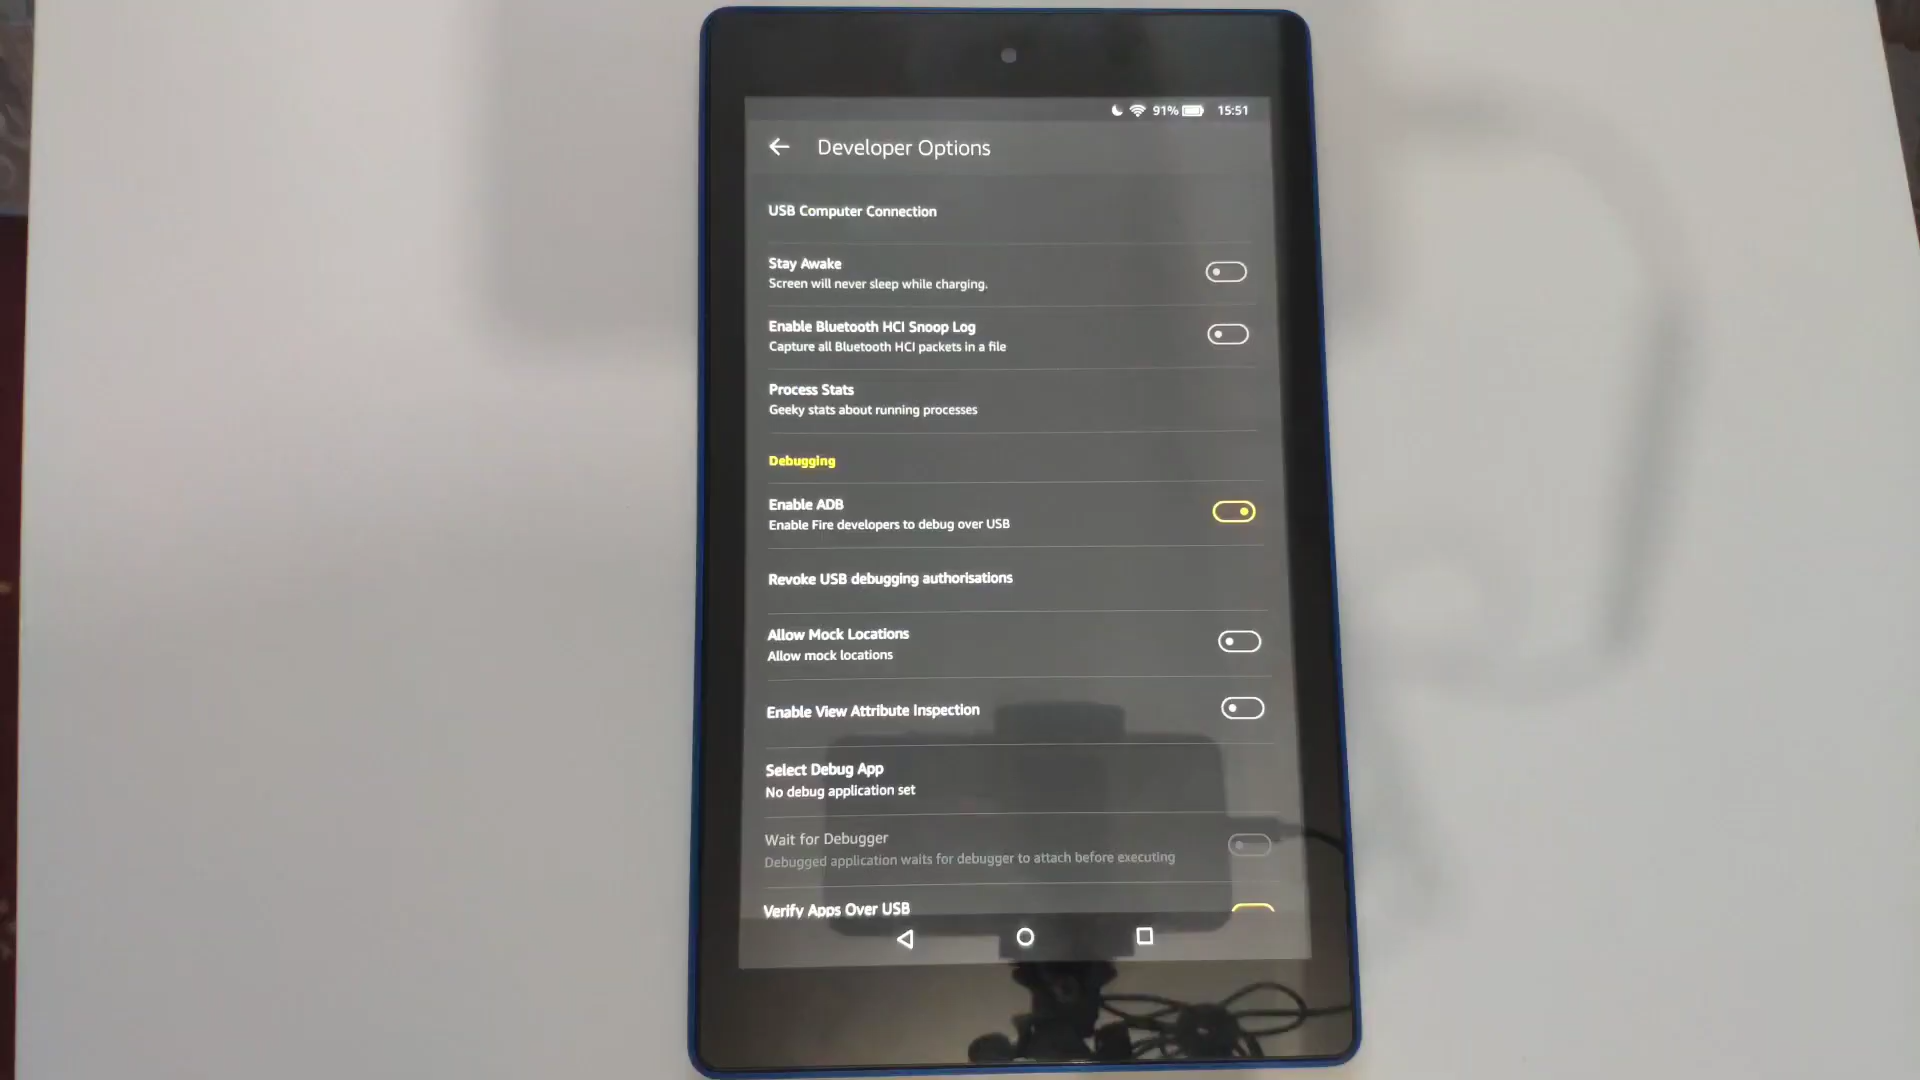 91% 15:51
Developer Options
USB Computer Connection
Stay Awake
Screen will never sleep while charging.
Enable Bluetooth HCI Snoop Log
Capture all Bluetooth HCI packets in a file
Process Stats
Geeky stats about running processes
Debugging
Enable ADB
Enable Fire developers to debug over USB
Revoke USB debugging authorisations
Allow Mock Locations
Allow mock locations
Enable View Attribute Inspection
Select Debug App
No debug application set
Wait for Debugger
Debugged application waits for debugger to attach before executing
Verify Apps Over USB